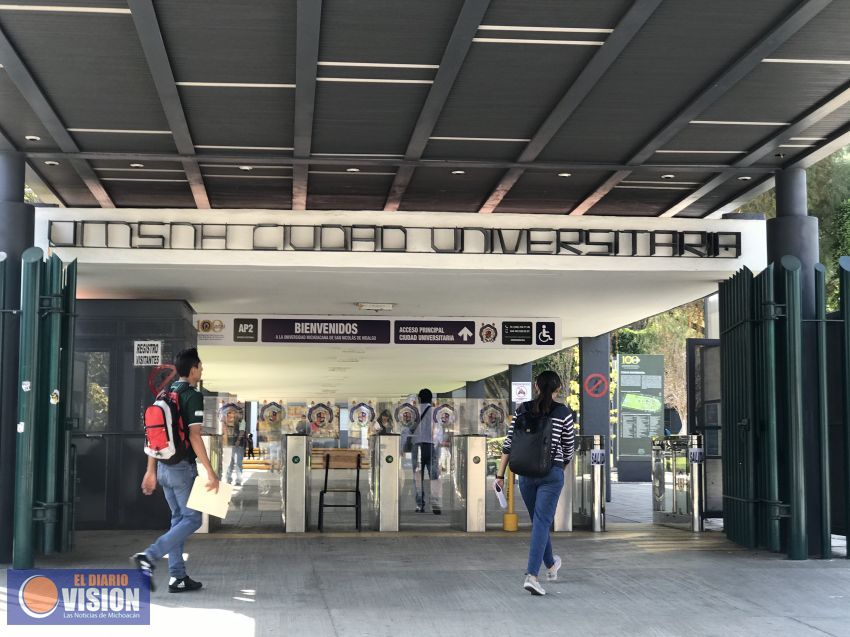 UMSNH CIUDAD UNIVERSITARIA
AP2
BIENVENIDOS
A LA UNIVERSIDAD MICHOACANA DE SAN NICOLÁS DE HIDALGO
ACCESO PRINCIPAL
CIUDAD UNIVERSITARIA
REGISTRO
VISITANTES
100
EL DIARIO
VISION
Las Noticias de Michoacán